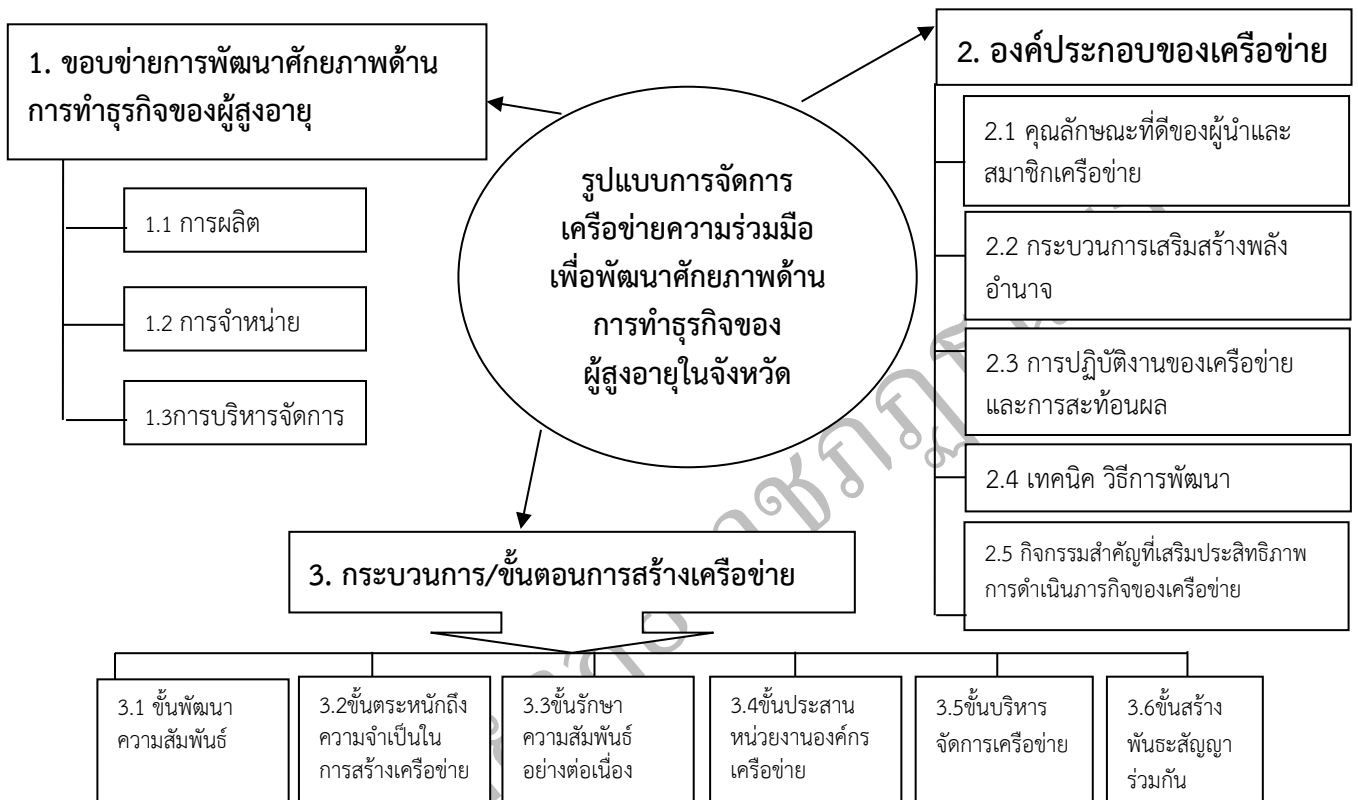 1. ขอบข่ายการพัฒนาศักยภาพด้าน
การทำธุรกิจของผู้สูงอายุ
1.1 การผลิต
1.2 การจำหน่าย
1.3การบริหารจัดการ
รูปแบบการจัดการ
เครือข่ายความร่วมมือ
เพื่อพัฒนาศักยภาพด้าน
การทำธุรกิจของ
ผู้สูงอายุในจังหวัด
2. องค์ประกอบของเครือข่าย
2.1 คุณลักษณะที่ดีของผู้นำและ
สมาชิกเครือข่าย
2.2 กระบวนการเสริมสร้างพลัง
อำนาจ
2.3 การปฏิบัติงานของเครือข่าย
และการสะท้อนผล
2.4 เทคนิค วิธีการพัฒนา
2.5 กิจกรรมสำคัญที่เสริมประสิทธิภาพ
การดำเนินภารกิจของเครือข่าย
3. กระบวนการ/ขั้นตอนการสร้างเครือข่าย
3.1 ขั้นพัฒนา
ความสัมพันธ์
3.2ขั้นตระหนักถึง
ความจำเป็นใน
การสร้างเครือข่าย
3.3ขั้นรักษา
ความสัมพันธ์
อย่างต่อเนื่อง
3.4ขั้นประสาน
หน่วยงานองค์กร
เครือข่าย
3.5ขั้นบริหาร
จัดการเครือข่าย
3.6ขั้นสร้าง
พันธะสัญญา
ร่วมกัน